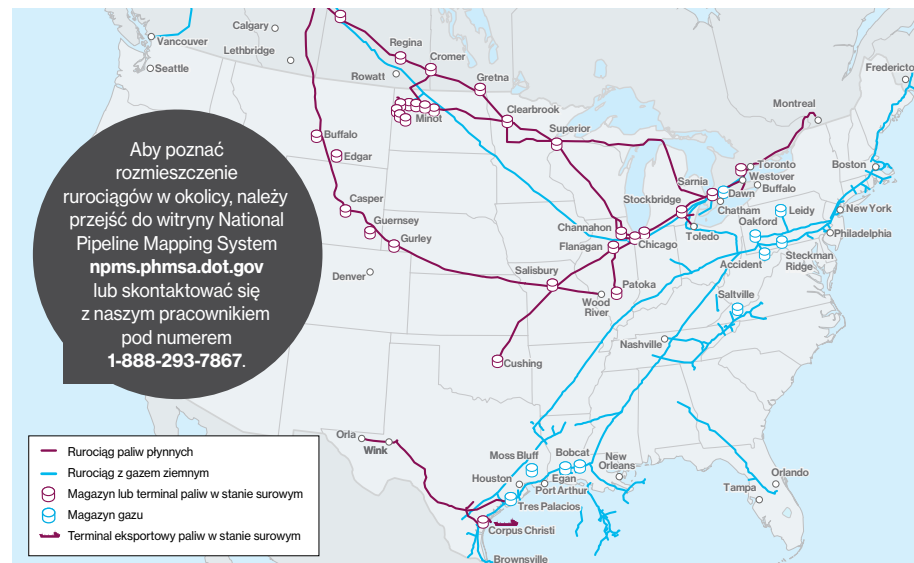 Calgary
Vancouver
Lethbridge
Seattle
Regina
Cromer
Rowatt
Gretna
Minot
Clearbrook
Superior
Montreal
Fredericto
Buffalo
Edgar
Casper
Guernsey
Gurley
Denver
Toronto
Westover
Buffalo
Sarnia
Dawn
Chatham
Stockbridge
Boston
Oakford
Leidy
New York
Channahon
Flanagan
Chicago
Toledo
Philadelphia
Accident
Steckman
Ridge
Salisbury
Patoka
Wood
River
Saltville
Nashville
Cushing
Aby poznać
rozmieszczenie
rurociągów w okolicy, należy
przejść do witryny National
Pipeline Mapping System
npms.phmsa.dot.gov
lub skontaktować się
z naszym pracownikiem
pod numerem
1-888-293-7867.
Orla
Wink
Moss Bluff
Bobcat
New
Orleans
Houston
Egan
Port Arthur
Tres Palacios
Corpus Christi
Brownsville
Orlando
Tampa
Rurociąg paliw płynnych
Rurociąg z gazem ziemnym
Magazyn lub terminal paliw w stanie surowym
Magazyn gazu
Terminal eksportowy paliw w stanie surowym